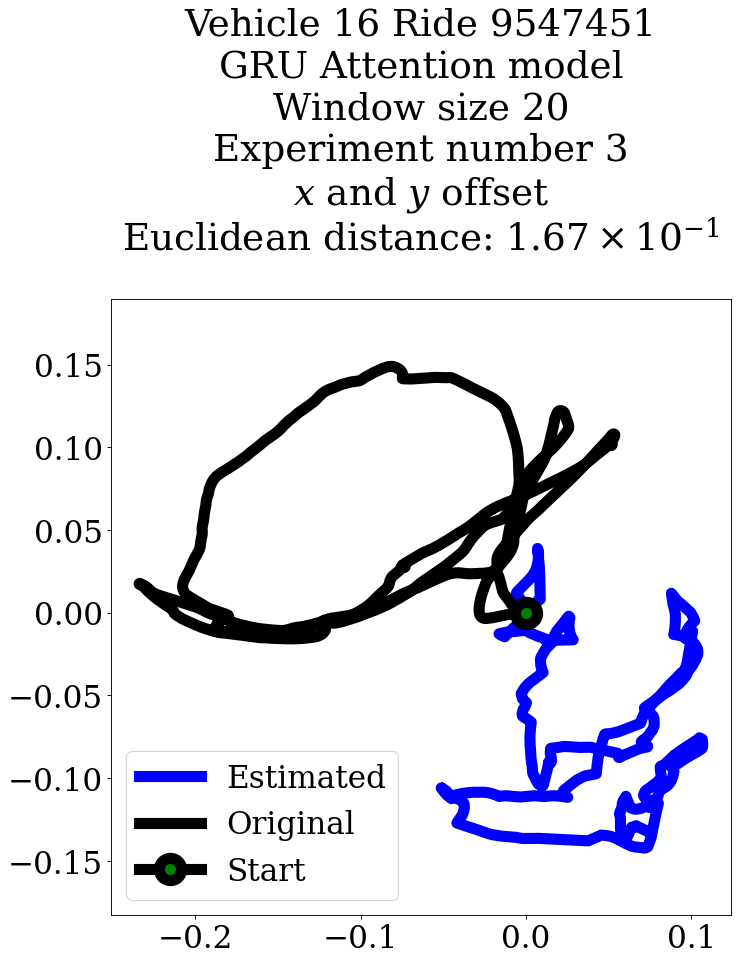 Vehicle 16 Ride 9547451
GRU Attention model
Window size 20
Experiment number 3
x and y offset
Euclidean distance: 1.67 × 10⁻¹
0.15
0.10
0.05
0.00
−0.05
−0.10
−0.15
Estimated
Original
Start
−0.2
−0.1
0.0
0.1